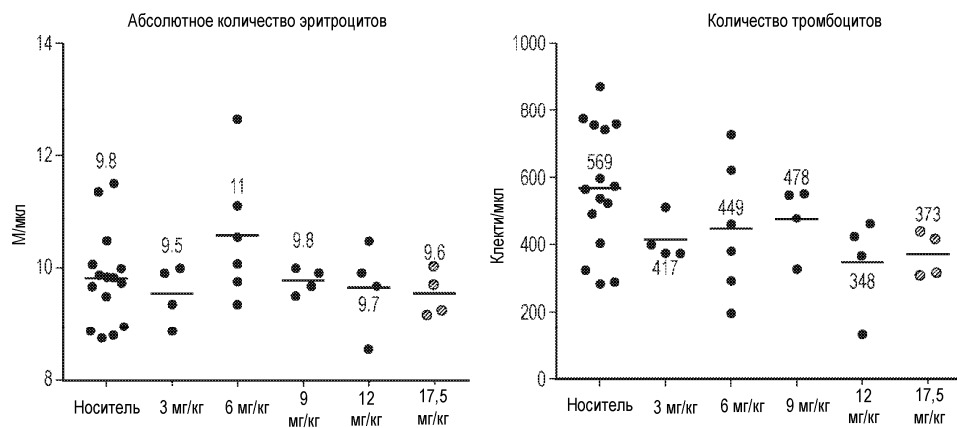 Абсолютное количество эритроцитов
М/мкл
14
12
10
8
9.8
9.5
11
9.8
9.7
9.6
Носитель
3 мг/кг
6 мг/кг
9
мг/кг
12
мг/кг
17,5
мг/кг
Количество тромбоцитов
Клекти/мкл
1000
800
600
400
200
0
569
417
449
478
348
373
Носитель
3 мг/кг
6 мг/кг
9 мг/кг
12
мг/кг
17,5
мг/кг